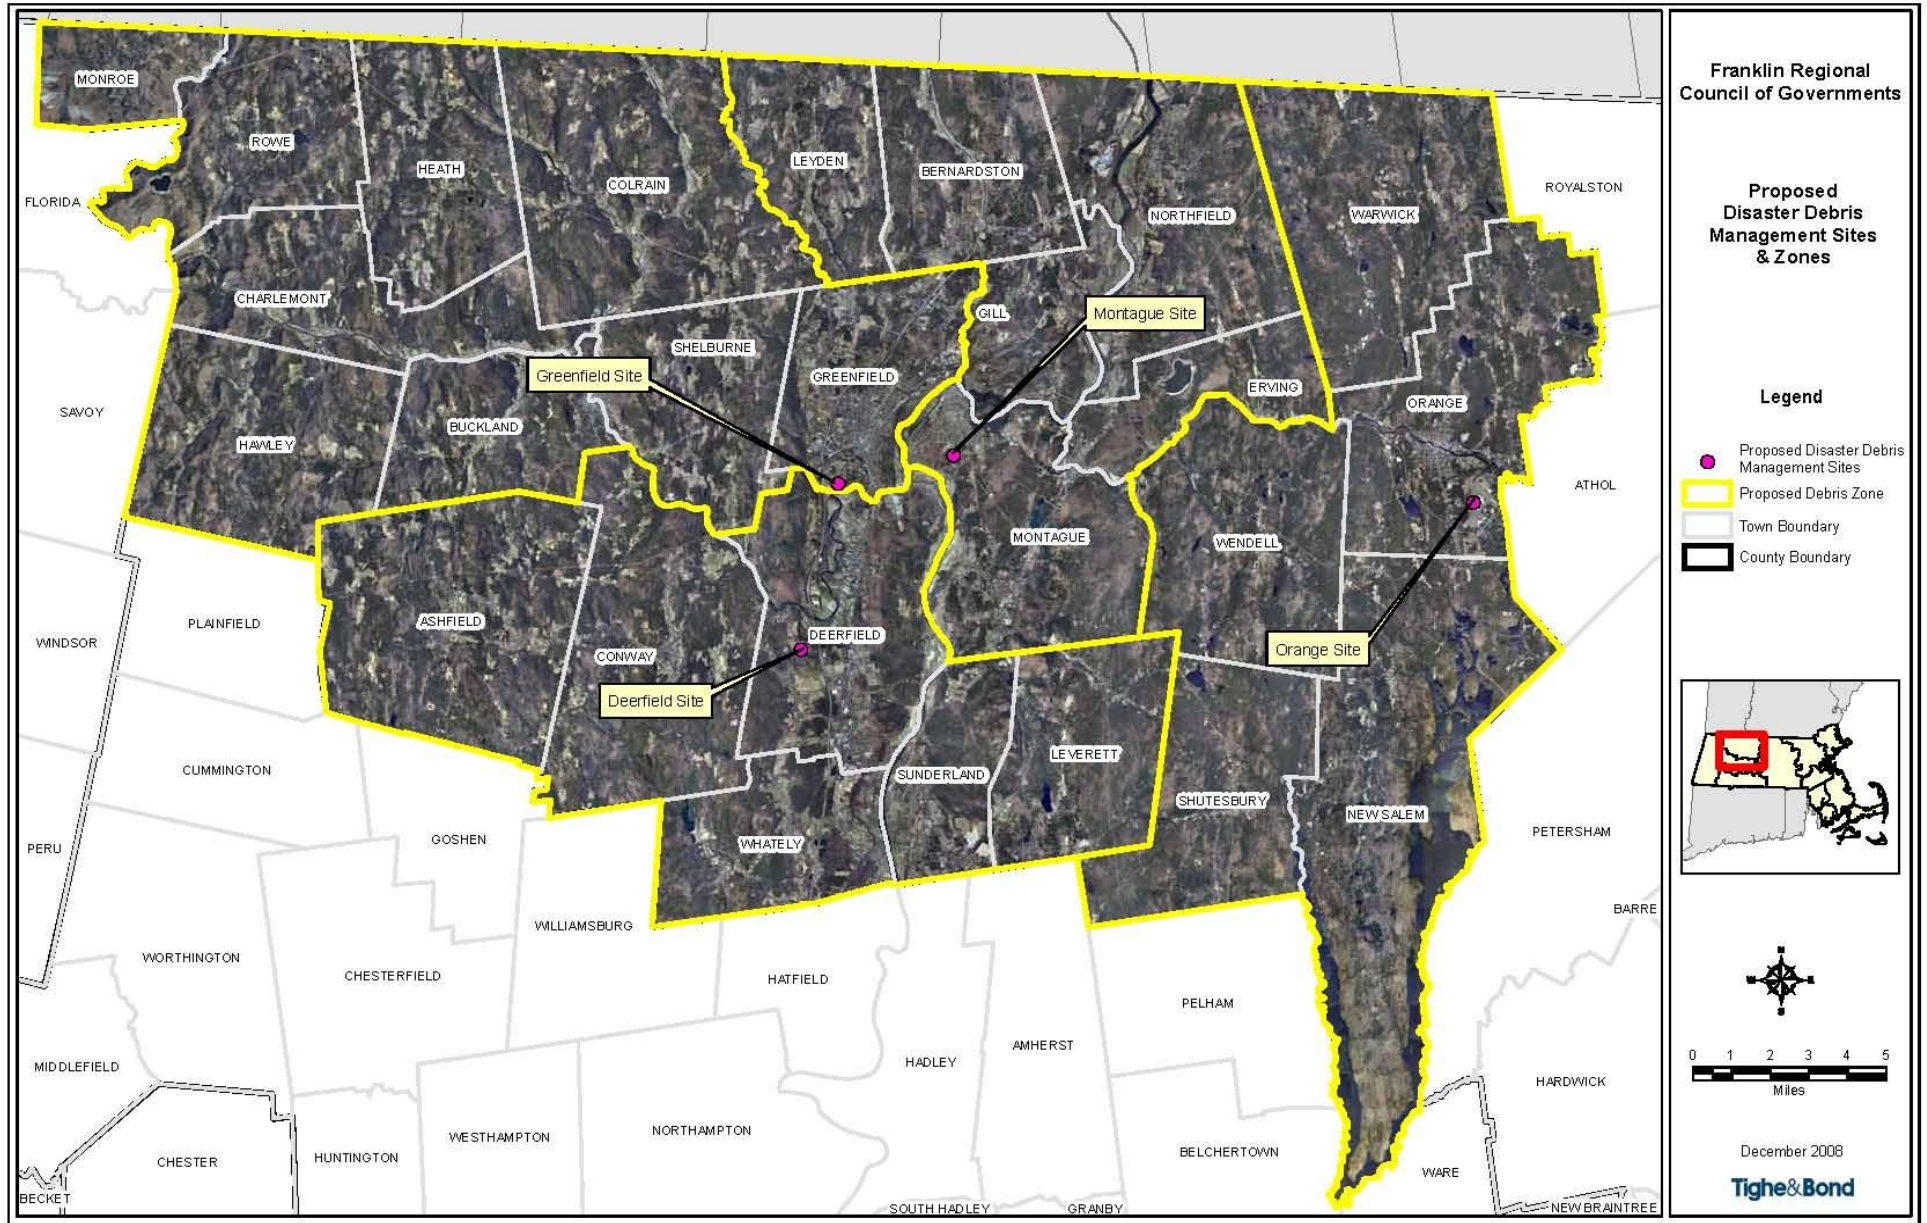 MONROE
ROWE
HEATH
COLRAIN
LEYDEN
BERNARDSTON
NORTHFIELD
WARWICK
ROYALSTON
FLORIDA
CHARLEMONT
SHELBURNE
GREENFIELD
GILL
Montague Site
ERVING
ORANGE
Greenfield Site
SAVOY
HAWLEY
BUCKLAND
ATHOL
MONTAGUE
WENDELL
ASHFIELD
PLAINFIELD
WINDSOR
CONWAY
DEERFIELD
Orange Site
Deerfield Site
CUMMINGTON
SUNDERLAND
LEVERETT
SHUTESBURY
NEW SALEM
PETERSHAM
PERU
GOSHEN
WHATELY
WILLIAMSBURG
BARRE
WORTHINGTON
CHESTERFIELD
HATFIELD
PELHAM
MIDDLEFIELD
HADLEY
AMHERST
HARDWICK
WESTHAMPTON
NORTHAMPTON
BELCHERTOWN
CHESTER
HUNTINGTON
WARE
BECKET
SOUTH HADLEY
GRANBY
NEW BRAINTREE
Franklin Regional
Council of Governments
Proposed
Disaster Debris
Management Sites
& Zones
Legend
Proposed Disaster Debris
Management Sites
Proposed Debris Zone
Town Boundary
County Boundary
N
W E
S
0 1 2 3 4 5
Miles
December 2008
Tighe&Bond